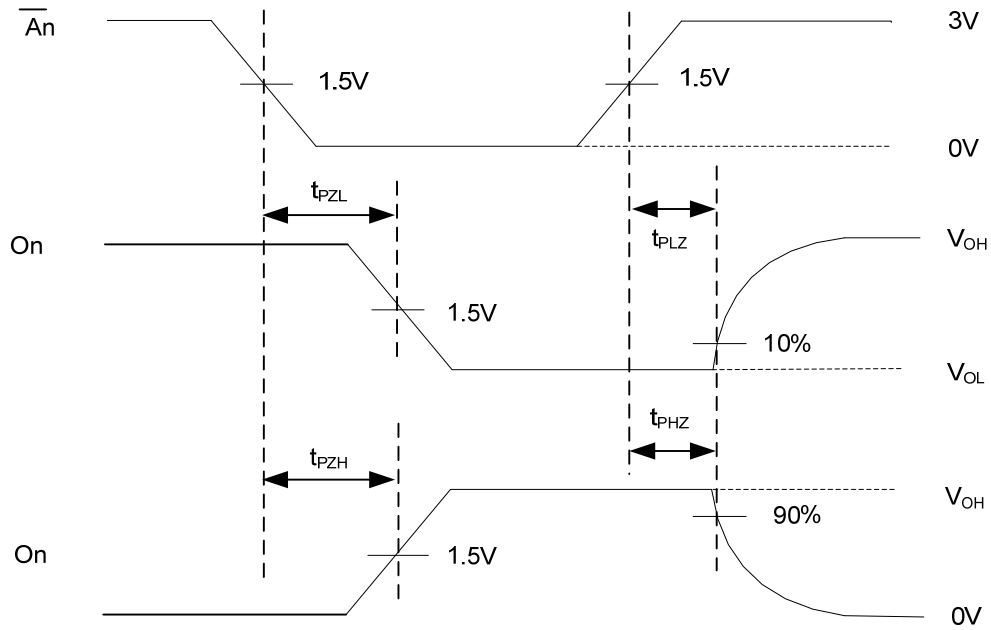 An 3V
1.5V 1.5V
0V
tPZL
tPLZ
On VOH
1.5V
10%
VOL
tPHZ
tPZH
VOH
90%
On 1.5V
0V